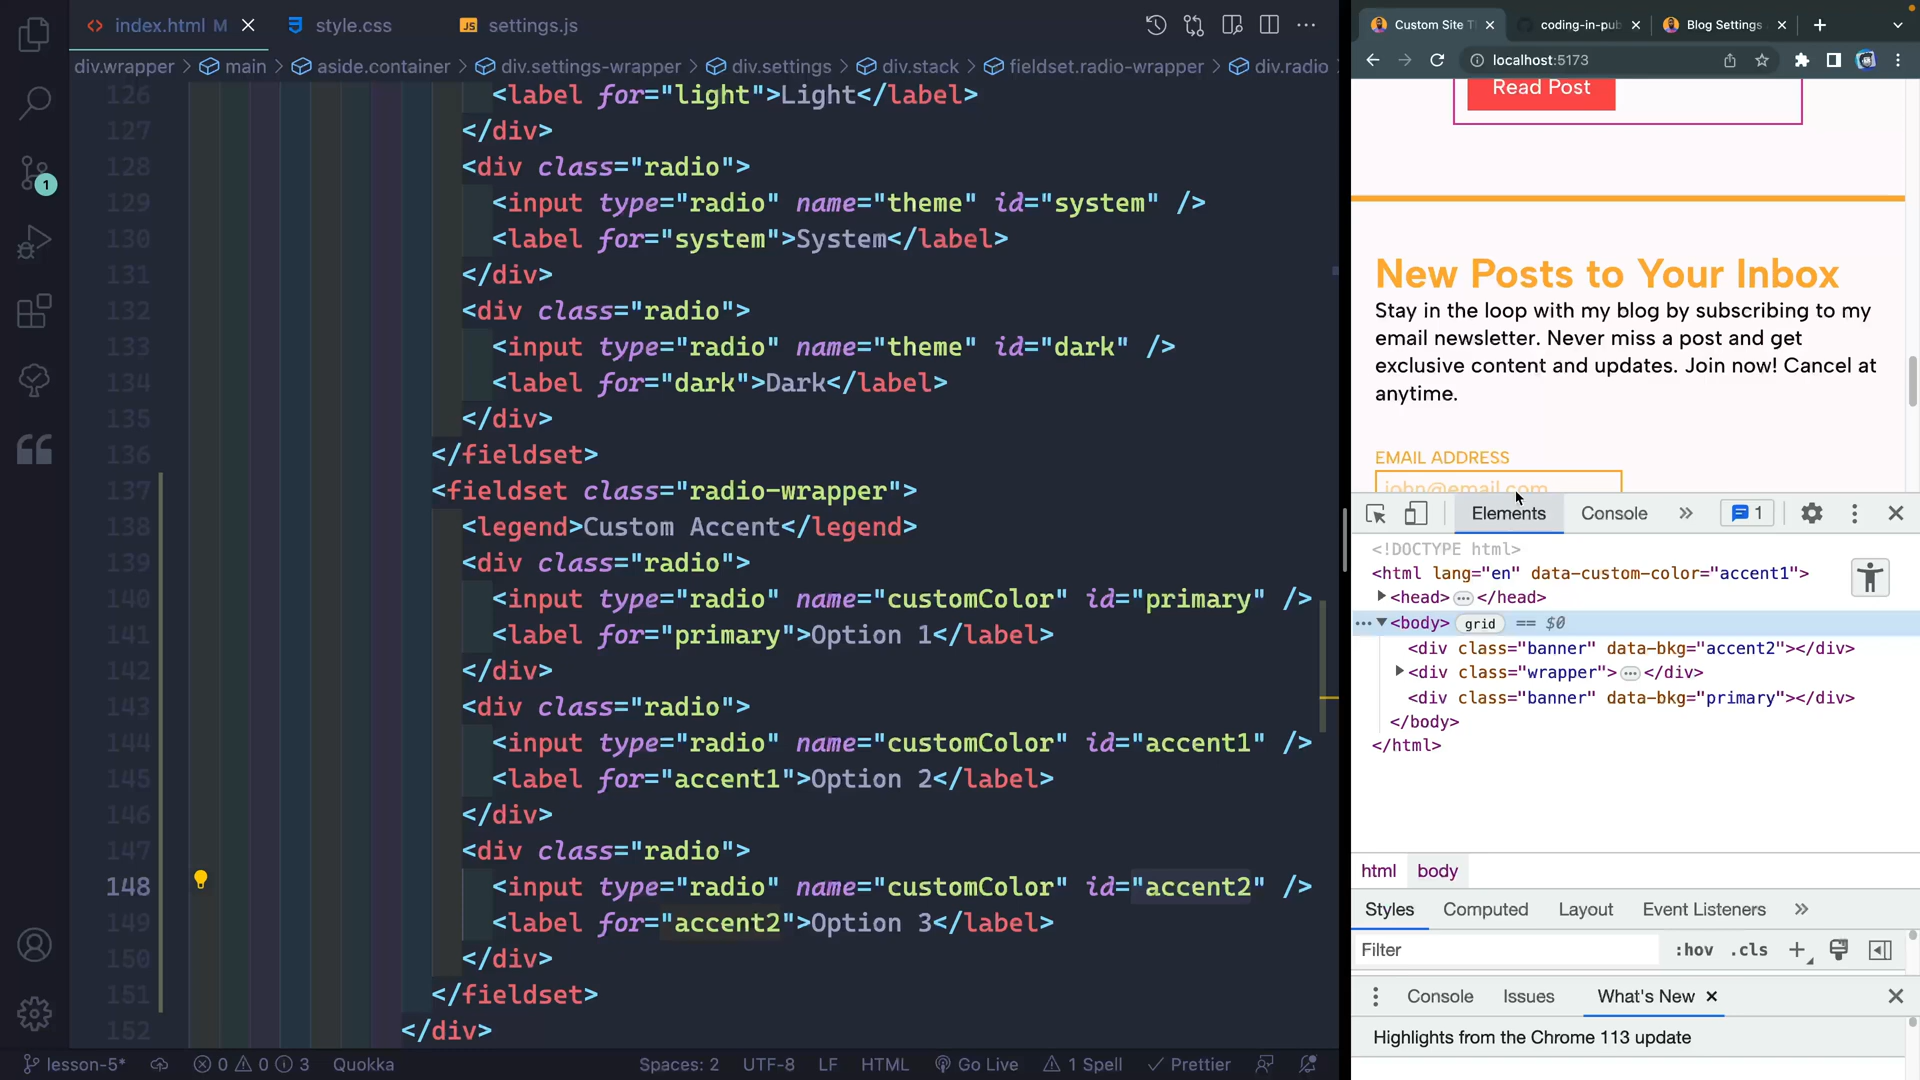 index.html M
style.css
JS settings.js
div.wrapper > main > aside.container > div.settings-wrapper > div.settings > div.stack > fieldset.radio-wrapper > div.radio
126 <label for="light">Light</label>
127 </div>
128 <div class="radio">
129 <input type="radio" name="theme" id="system" />
130 <label for="system">System</label>
131 </div>
132 <div class="radio">
133 <input type="radio" name="theme" id="dark" />
134 <label for="dark">Dark</label>
135 </div>
136 </fieldset>
137 <fieldset class="radio-wrapper">
138 <legend>Custom Accent</legend>
139 <div class="radio">
140 <input type="radio" name="customColor" id="primary" />
141 <label for="primary">Option 1</label>
142 </div>
143 <div class="radio">
144 <input type="radio" name="customColor" id="accent1" />
145 <label for="accent1">Option 2</label>
146 </div>
147 <div class="radio">
148 <input type="radio" name="customColor" id="accent2" />
149 <label for="accent2">Option 3</label>
150 </div>
151 </fieldset>
152 </div>
1
lesson-5* 0 0 3 Quokka Spaces: 2 UTF-8 LF HTML Go Live 1 Spell Prettier
Custom Site T
coding-in-pub
Blog Settings
localhost:5173
Read Post
New Posts to Your Inbox
Stay in the loop with my blog by subscribing to my
email newsletter. Never miss a post and get
exclusive content and updates. Join now! Cancel at
anytime.
EMAIL ADDRESS
john@email.com
Elements Console » 1
<!DOCTYPE html>
<html lang="en" data-custom-color="accent1">
<head> … </head>
… <body> grid == $0
<div class="banner" data-bkg="accent2"></div>
<div class="wrapper"> … </div>
<div class="banner" data-bkg="primary"></div>
</body>
</html>
html body
Styles Computed Layout Event Listeners »
Filter :hov .cls +
Console Issues What's New
Highlights from the Chrome 113 update